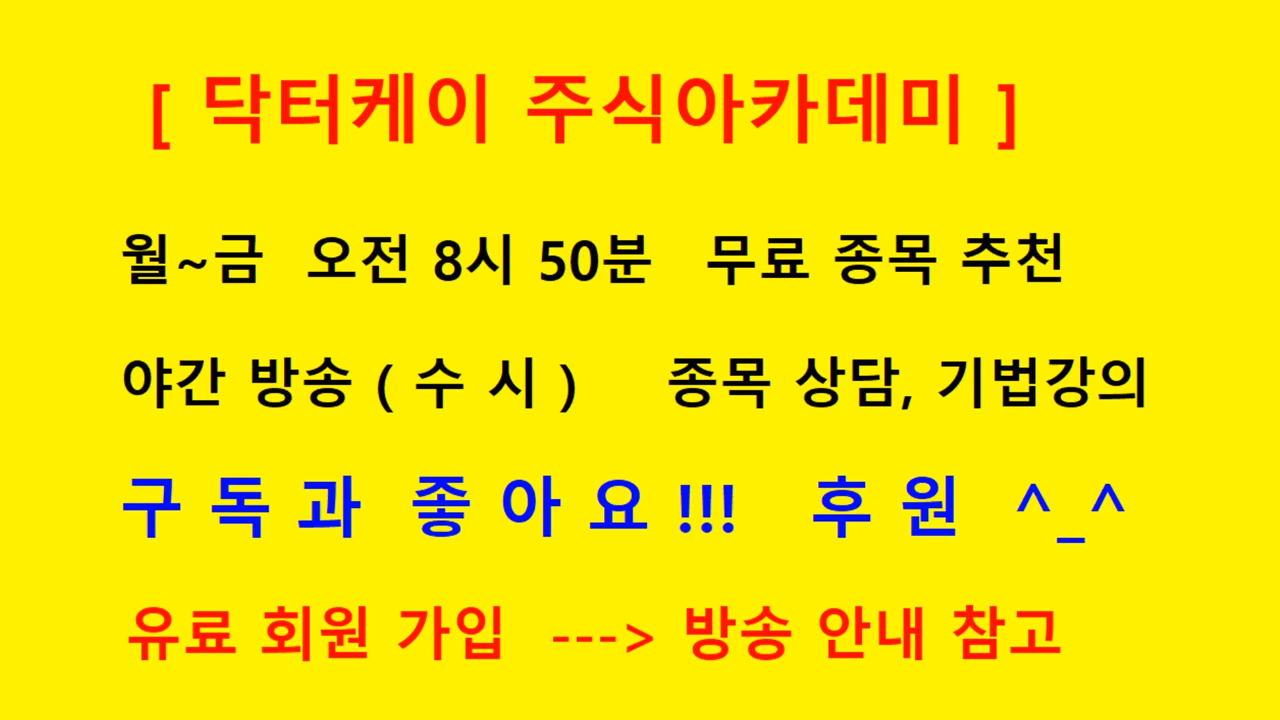 [ 닥터케이 주식아카데미 ]
월~금 오전 8시 50분 무료 종목 추천
야간 방송 ( 수 시 ) 종목 상담, 기법강의
구 독 과 좋 아 요 !!! 후 원 ^_^
유료 회원 가입 ---> 방송 안내 참고